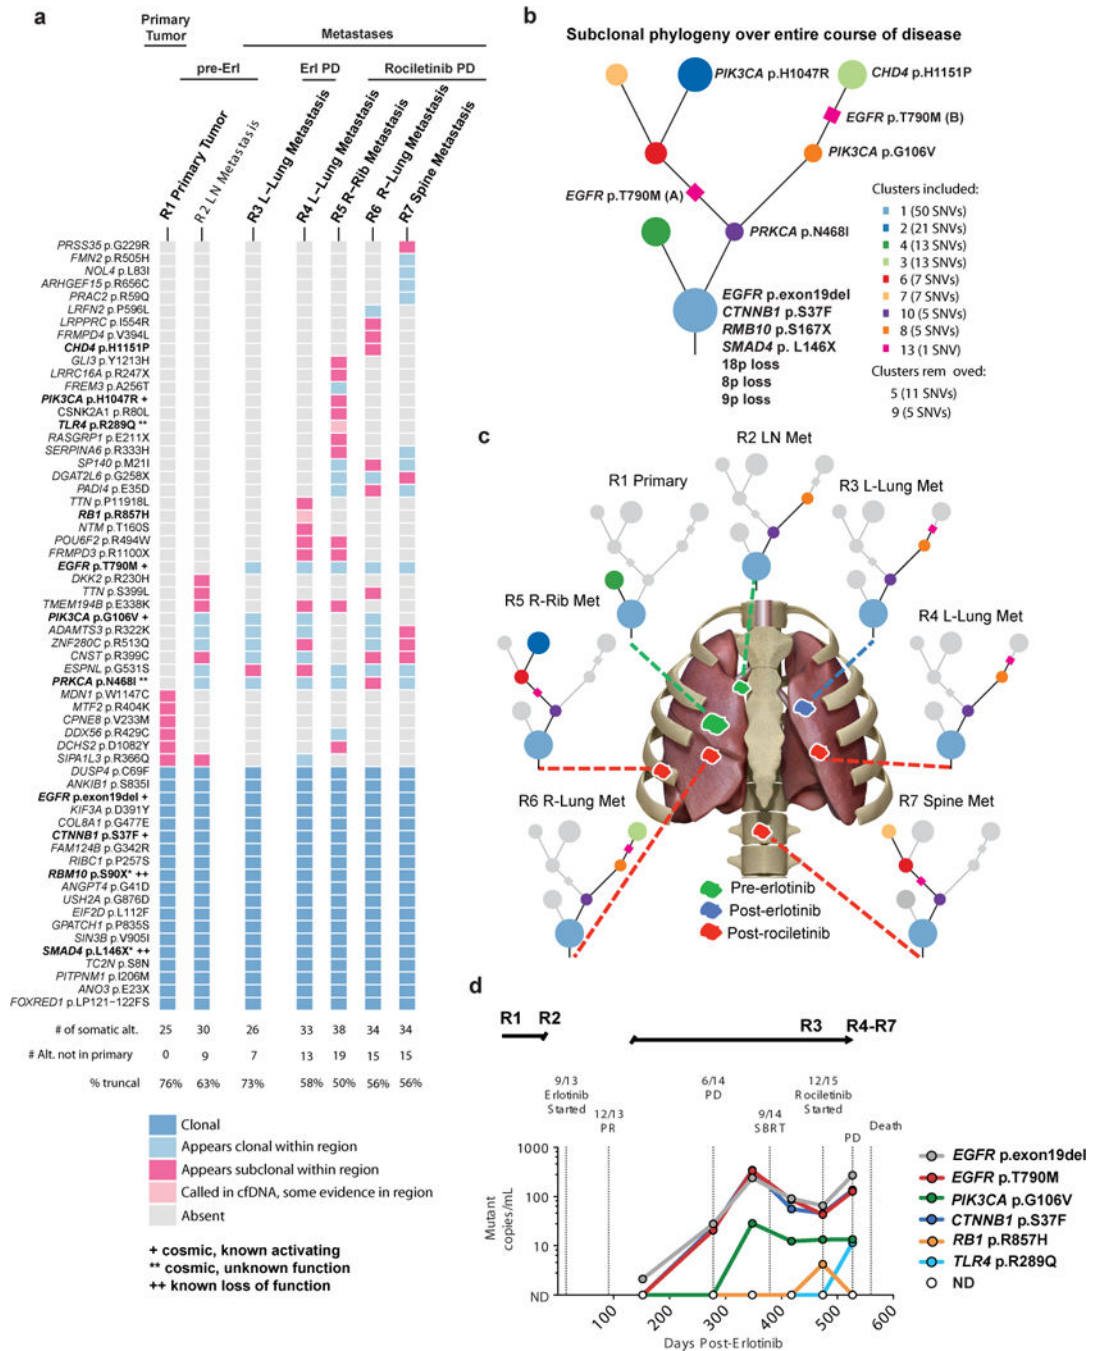 a
Primary
Tumor
Metastases
pre-Erl
Erl PD
Rociletinib PD
R1 Primary Tumor
R2 LN Metastasis
R3 L-Lung Metastasis
R4 L-Lung Metastasis
R5 R-Rib Metastasis
R6 R-Lung Metastasis
R7 Spine Metastasis
PRSS35 p.G229R
FMN2 p.R505H
NOL4 p.L83I
ARHGEF15 p.R656C
PRAC2 p.R59Q
LRFN2 p.P596L
LRPPRC p.I554R
FRMPD4 p.V394L
CHD4 p.H1151P
GLI3 p.Y1213H
LRRC16A p.R247X
FREM3 p.A256T
PIK3CA p.H1047R +
CSNK2A1 p.R80L
TLR4 p.R289Q **
RASGRP1 p.E211X
SERPINA6 p.R333H
SP140 p.M21I
DGAT2L6 p.G258X
PADI4 p.E35D
TTN p.P11918L
RB1 p.R857H
NTM p.T160S
POU6F2 p.R494W
FRMPD3 p.R1100X
EGFR p.T790M +
DKK2 p.R230H
TTN p.S399L
TMEM194B p.E338K
PIK3CA p.G106V +
ADAMTS3 p.R322K
ZNF280C p.R513Q
CNST p.R399C
ESPNL p.G531S
PRKCA p.N468I **
MDN1 p.W1147C
MTF2 p.R404K
CPNE8 p.V233M
DDX56 p.R429C
DCHS2 p.D1082Y
SIPA1L3 p.R366Q
DUSP4 p.C69F
ANKIB1 p.S835I
EGFR p.exon19del +
KIF3A p.D391Y
COL8A1 p.G477E
CTNNB1 p.S37F +
FAM124B p.G342R
RIBC1 p.P257S
RBM10 p.S90X* ++
ANGPT4 p.G41D
USH2A p.G876D
EIF2D p.L112F
GPATCH1 p.P835S
SIN3B p.V905I
SMAD4 p.L146X* ++
TC2N p.S8N
PITPNM1 p.I206M
ANO3 p.E23X
FOXRED1 p.LP121-122FS
# of somatic alt. 25 30 26 33 38 34 34
# Alt. not in primary 0 9 7 13 19 15 15
% truncal 76% 63% 73% 58% 50% 56% 56%
Clonal
Appears clonal within region
Appears subclonal within region
Called in cfDNA, some evidence in region
Absent
+ cosmic, known activating
** cosmic, unknown function
++ known loss of function
b
Subclonal phylogeny over entire course of disease
PIK3CA p.H1047R
CHD4 p.H1151P
EGFR p.T790M (B)
PIK3CA p.G106V
EGFR p.T790M (A)
PRKCA p.N468I
EGFR p.exon19del
CTNNB1 p.S37F
RMB10 p.S167X
SMAD4 p. L146X
18p loss
8p loss
9p loss
Clusters included:
1 (50 SNVs)
2 (21 SNVs)
4 (13 SNVs)
3 (13 SNVs)
6 (7 SNVs)
7 (7 SNVs)
10 (5 SNVs)
8 (5 SNVs)
13 (1 SNV)
Clusters rem oved:
5 (11 SNVs)
9 (5 SNVs)
c
R2 LN Met
R1 Primary
R3 L-Lung Met
R5 R-Rib Met
R4 L-Lung Met
R6 R-Lung Met
R7 Spine Met
Pre-erlotinib
Post-erlotinib
Post-rociletinib
d
R1 R2 R3 R4-R7
9/13
Erlotinib
Started
12/13
PR
6/14
PD
9/14
SBRT
12/15
Rociletinib
Started
PD
Death
Mutant
copies/mL
1000
100
10
ND
100 200 300 400 500 600
Days Post-Erlotinib
EGFR p.exon19del
EGFR p.T790M
PIK3CA p.G106V
CTNNB1 p.S37F
RB1 p.R857H
TLR4 p.R289Q
ND